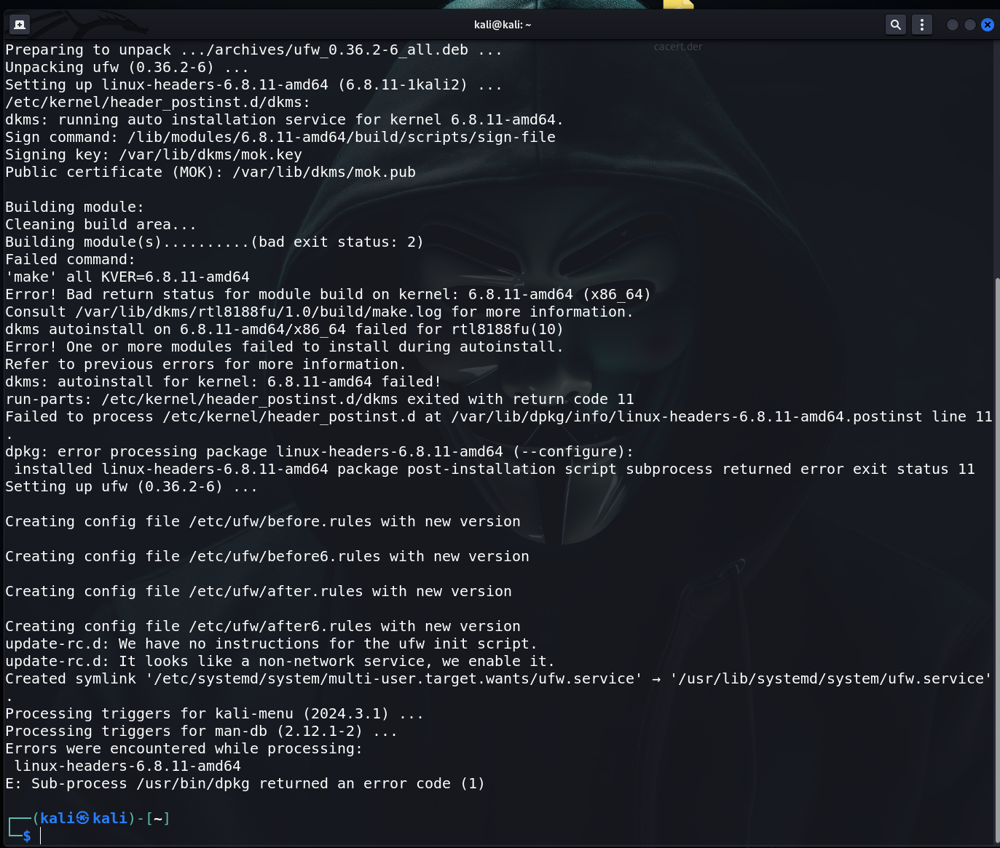 kali@kali: ~
cacert.der
Preparing to unpack .../archives/ufw_0.36.2-6_all.deb ...
Unpacking ufw (0.36.2-6) ...
Setting up linux-headers-6.8.11-amd64 (6.8.11-1kali2) ...
/etc/kernel/header_postinst.d/dkms:
dkms: running auto installation service for kernel 6.8.11-amd64.
Sign command: /lib/modules/6.8.11-amd64/build/scripts/sign-file
Signing key: /var/lib/dkms/mok.key
Public certificate (MOK): /var/lib/dkms/mok.pub
Building module:
Cleaning build area...
Building module(s)..........(bad exit status: 2)
Failed command:
'make' all KVER=6.8.11-amd64
Error! Bad return status for module build on kernel: 6.8.11-amd64 (x86_64)
Consult /var/lib/dkms/rtl8188fu/1.0/build/make.log for more information.
dkms autoinstall on 6.8.11-amd64/x86_64 failed for rtl8188fu(10)
Error! One or more modules failed to install during autoinstall.
Refer to previous errors for more information.
dkms: autoinstall for kernel: 6.8.11-amd64 failed!
run-parts: /etc/kernel/header_postinst.d/dkms exited with return code 11
Failed to process /etc/kernel/header_postinst.d at /var/lib/dpkg/info/linux-headers-6.8.11-amd64.postinst line 11
.
dpkg: error processing package linux-headers-6.8.11-amd64 (--configure):
 installed linux-headers-6.8.11-amd64 package post-installation script subprocess returned error exit status 11
Setting up ufw (0.36.2-6) ...
Creating config file /etc/ufw/before.rules with new version
Creating config file /etc/ufw/before6.rules with new version
Creating config file /etc/ufw/after.rules with new version
Creating config file /etc/ufw/after6.rules with new version
update-rc.d: We have no instructions for the ufw init script.
update-rc.d: It looks like a non-network service, we enable it.
Created symlink '/etc/systemd/system/multi-user.target.wants/ufw.service' → '/usr/lib/systemd/system/ufw.service'
.
Processing triggers for kali-menu (2024.3.1) ...
Processing triggers for man-db (2.12.1-2) ...
Errors were encountered while processing:
 linux-headers-6.8.11-amd64
E: Sub-process /usr/bin/dpkg returned an error code (1)
┌──(kali㉿kali)-[~]
└─$